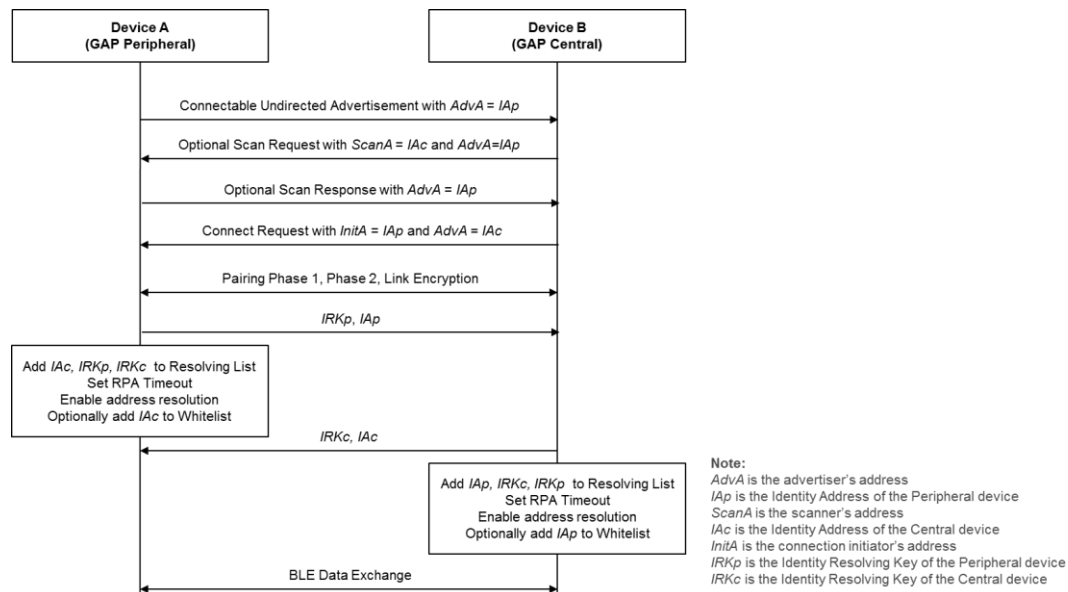 Device A
(GAP Peripheral)
Device B
(GAP Central)
Connectable Undirected Advertisement with AdvA = IAp
Optional Scan Request with ScanA = IAc and AdvA=IAp
Optional Scan Response with AdvA = IAp
Connect Request with InitA = IAp and AdvA = IAc
Pairing Phase 1, Phase 2, Link Encryption
IRKp, IAp
Add IAc, IRKp, IRKc to Resolving List
Set RPA Timeout
Enable address resolution
Optionally add IAc to Whitelist
IRKc, IAc
Add IAp, IRKc, IRKp to Resolving List
Set RPA Timeout
Enable address resolution
Optionally add IAp to Whitelist
BLE Data Exchange
Note:
AdvA is the advertiser's address
IAp is the Identity Address of the Peripheral device
ScanA is the scanner's address
IAc is the Identity Address of the Central device
InitA is the connection initiator's address
IRKp is the Identity Resolving Key of the Peripheral device
IRKc is the Identity Resolving Key of the Central device